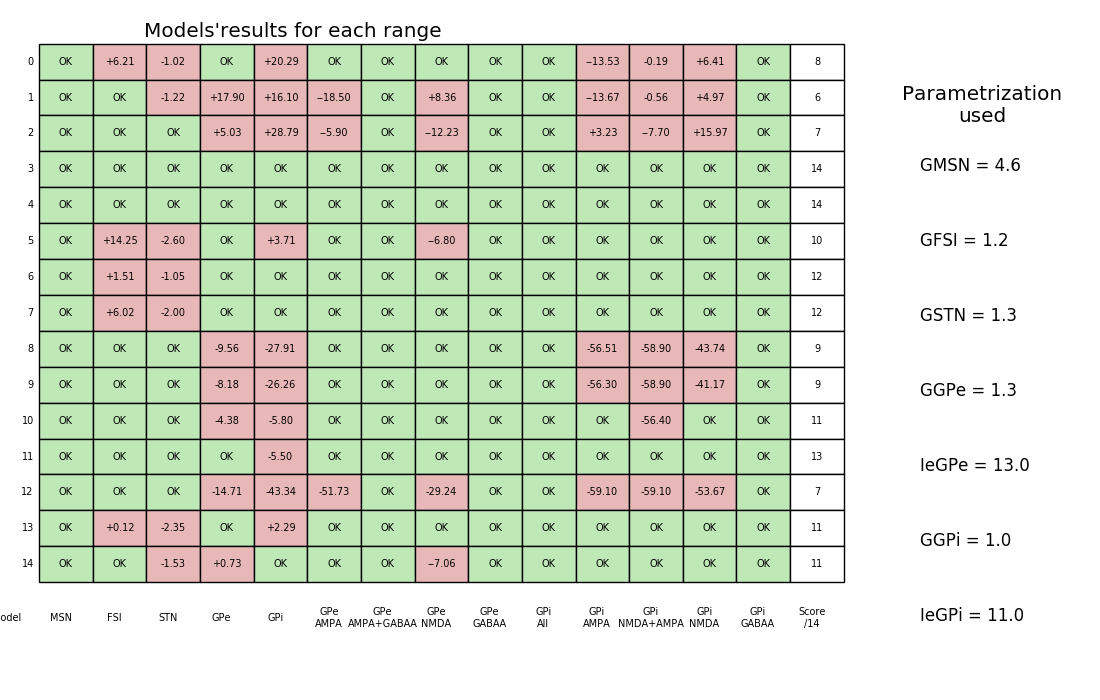 Models'results for each range
0 OK +6.21 -1.02 OK +20.29 OK OK OK OK OK --13.53 -0.19 +6.41 OK 8
1 OK OK -1.22 +17.90 +16.10 --18.50 OK +8.36 OK OK --13.67 -0.56 +4.97 OK 6
2 OK OK OK +5.03 +28.79 --5.90 OK --12.23 OK OK +3.23 --7.70 +15.97 OK 7
3 OK OK OK OK OK OK OK OK OK OK OK OK OK OK 14
4 OK OK OK OK OK OK OK OK OK OK OK OK OK OK 14
5 OK +14.25 -2.60 OK +3.71 OK OK --6.80 OK OK OK OK OK OK 10
6 OK +1.51 -1.05 OK OK OK OK OK OK OK OK OK OK OK 12
7 OK +6.02 -2.00 OK OK OK OK OK OK OK OK OK OK OK 12
8 OK OK OK -9.56 -27.91 OK OK OK OK OK -56.51 -58.90 -43.74 OK 9
9 OK OK OK -8.18 -26.26 OK OK OK OK OK -56.30 -58.90 -41.17 OK 9
10 OK OK OK -4.38 -5.80 OK OK OK OK OK OK -56.40 OK OK 11
11 OK OK OK OK -5.50 OK OK OK OK OK OK OK OK OK 13
12 OK OK OK -14.71 -43.34 -51.73 OK -29.24 OK OK -59.10 -59.10 -53.67 OK 7
13 OK +0.12 -2.35 OK +2.29 OK OK OK OK OK OK OK OK OK 11
14 OK OK -1.53 +0.73 OK OK OK --7.06 OK OK OK OK OK OK 11
odel MSN FSI STN GPe GPi GPe GPe GPe GPe GPi GPi GPi GPi GPi Score
AMPA AMPA+GABAA NMDA GABAA All AMPA NMDA+AMPA NMDA GABAA /14
Parametrization
used
GMSN = 4.6
GFSI = 1.2
GSTN = 1.3
GGPe = 1.3
IeGPe = 13.0
GGPi = 1.0
IeGPi = 11.0